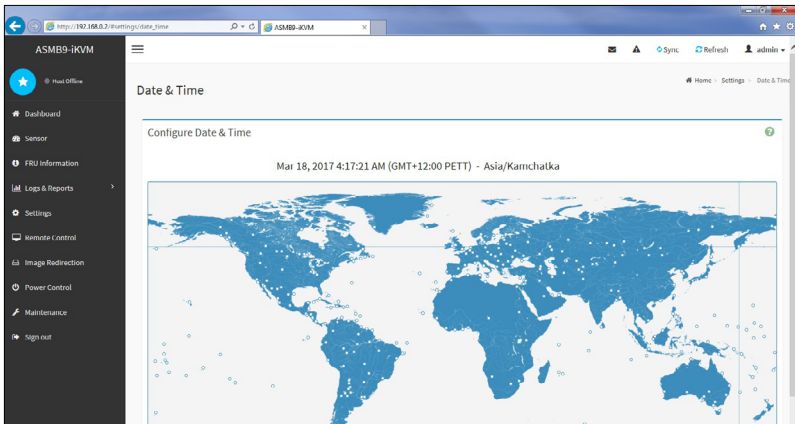 http://192.168.0.2/#settings/date_time
ASMB9-iKVM
ASMB9-iKVM
Sync
Refresh
admin
Host Offline
Home > Settings > Date & Time
Date & Time
Dashboard
Configure Date & Time
Sensor
FRU Information
Mar 18, 2017 4:17:21 AM (GMT+12:00 PETT) - Asia/Kamchatka
Logs & Reports
Settings
Remote Control
Image Redirection
Power Control
Maintenance
Sign out